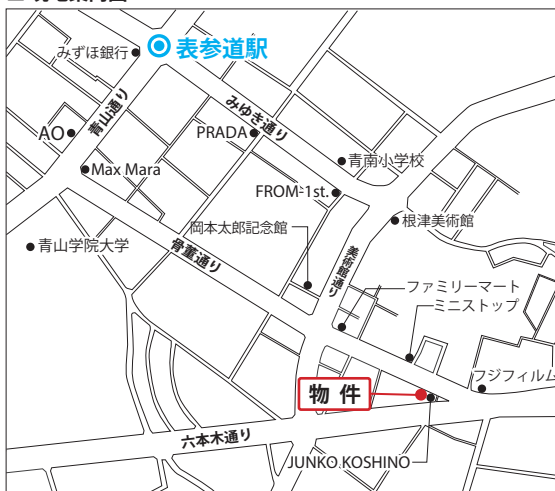 みずほ銀行
表参道駅
青山通り
みゆき通り
AO
PRADA
Max Mara
青南小学校
FROM-1st.
岡本太郎記念館
根津美術館
青山学院大学
骨董通り
美術館通り
ファミリーマート
ミニストップ
フジフィルム
物件
六本木通り
JUNKO KOSHINO